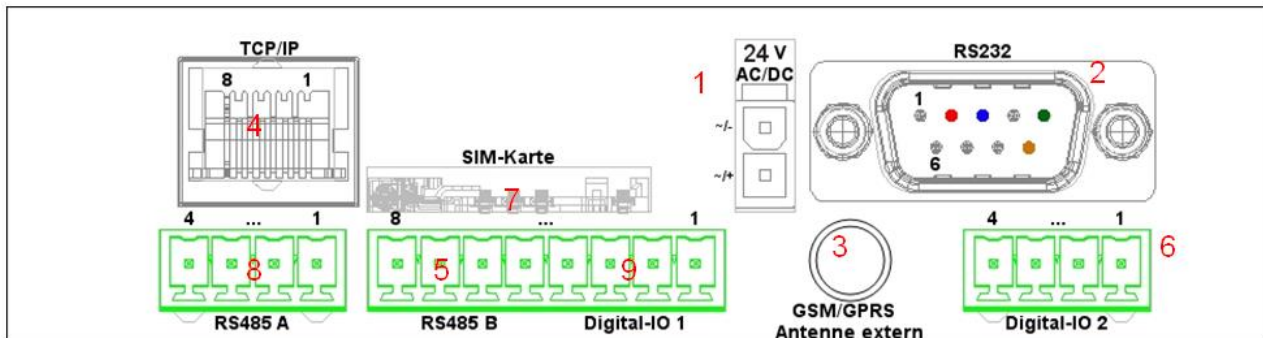 TCP/IP
8 1
4
SIM-Karte
7
1
24 V
AC/DC
~/-
~/+
RS232
2
1
6
4 ... 1
8
RS485 A
8 ... 1
5 9
RS485 B Digital-IO 1
3
GSM/GPRS
Antenne extern
4 ... 1
6
Digital-IO 2